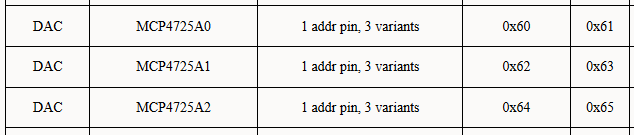 DAC MCP4725A0 1 addr pin, 3 variants 0x60 0x61
DAC MCP4725A1 1 addr pin, 3 variants 0x62 0x63
DAC MCP4725A2 1 addr pin, 3 variants 0x64 0x65